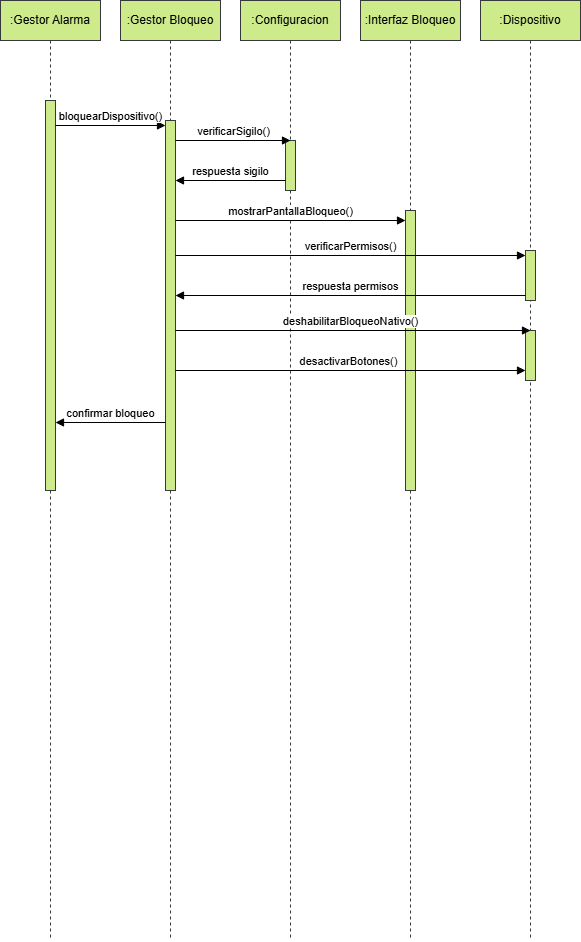 :Gestor Alarma
:Gestor Bloqueo
:Configuracion
:Interfaz Bloqueo
:Dispositivo
bloquearDispositivo()
verificarSigilo()
respuesta sigilo
mostrarPantallaBloqueo()
verificarPermisos()
respuesta permisos
deshabilitarBloqueoNativo()
desactivarBotones()
confirmar bloqueo